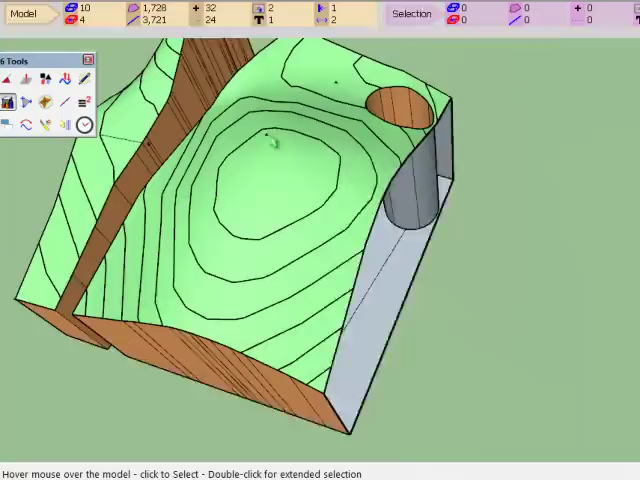 Model 10 1,728 + 32 2 1 Selection 0 0 + 0
4 3,721 - 24 T 1 2 0 0 - 0
6 Tools
Hover mouse over the model - click to Select - Double-click for extended selection